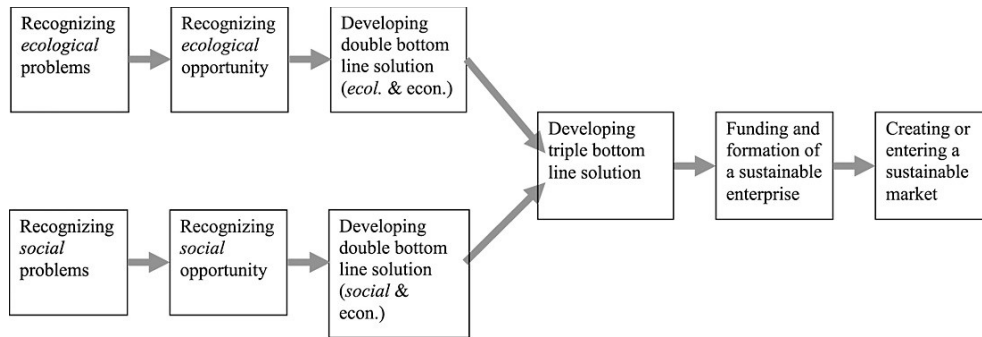 Recognizing
ecological
problems
Recognizing
ecological
opportunity
Developing
double bottom
line solution
(ecol. & econ.)
Developing
triple bottom
line solution
Funding and
formation of
a sustainable
enterprise
Creating or
entering a
sustainable
market
Recognizing
social
problems
Recognizing
social
opportunity
Developing
double bottom
line solution
(social &
econ.)